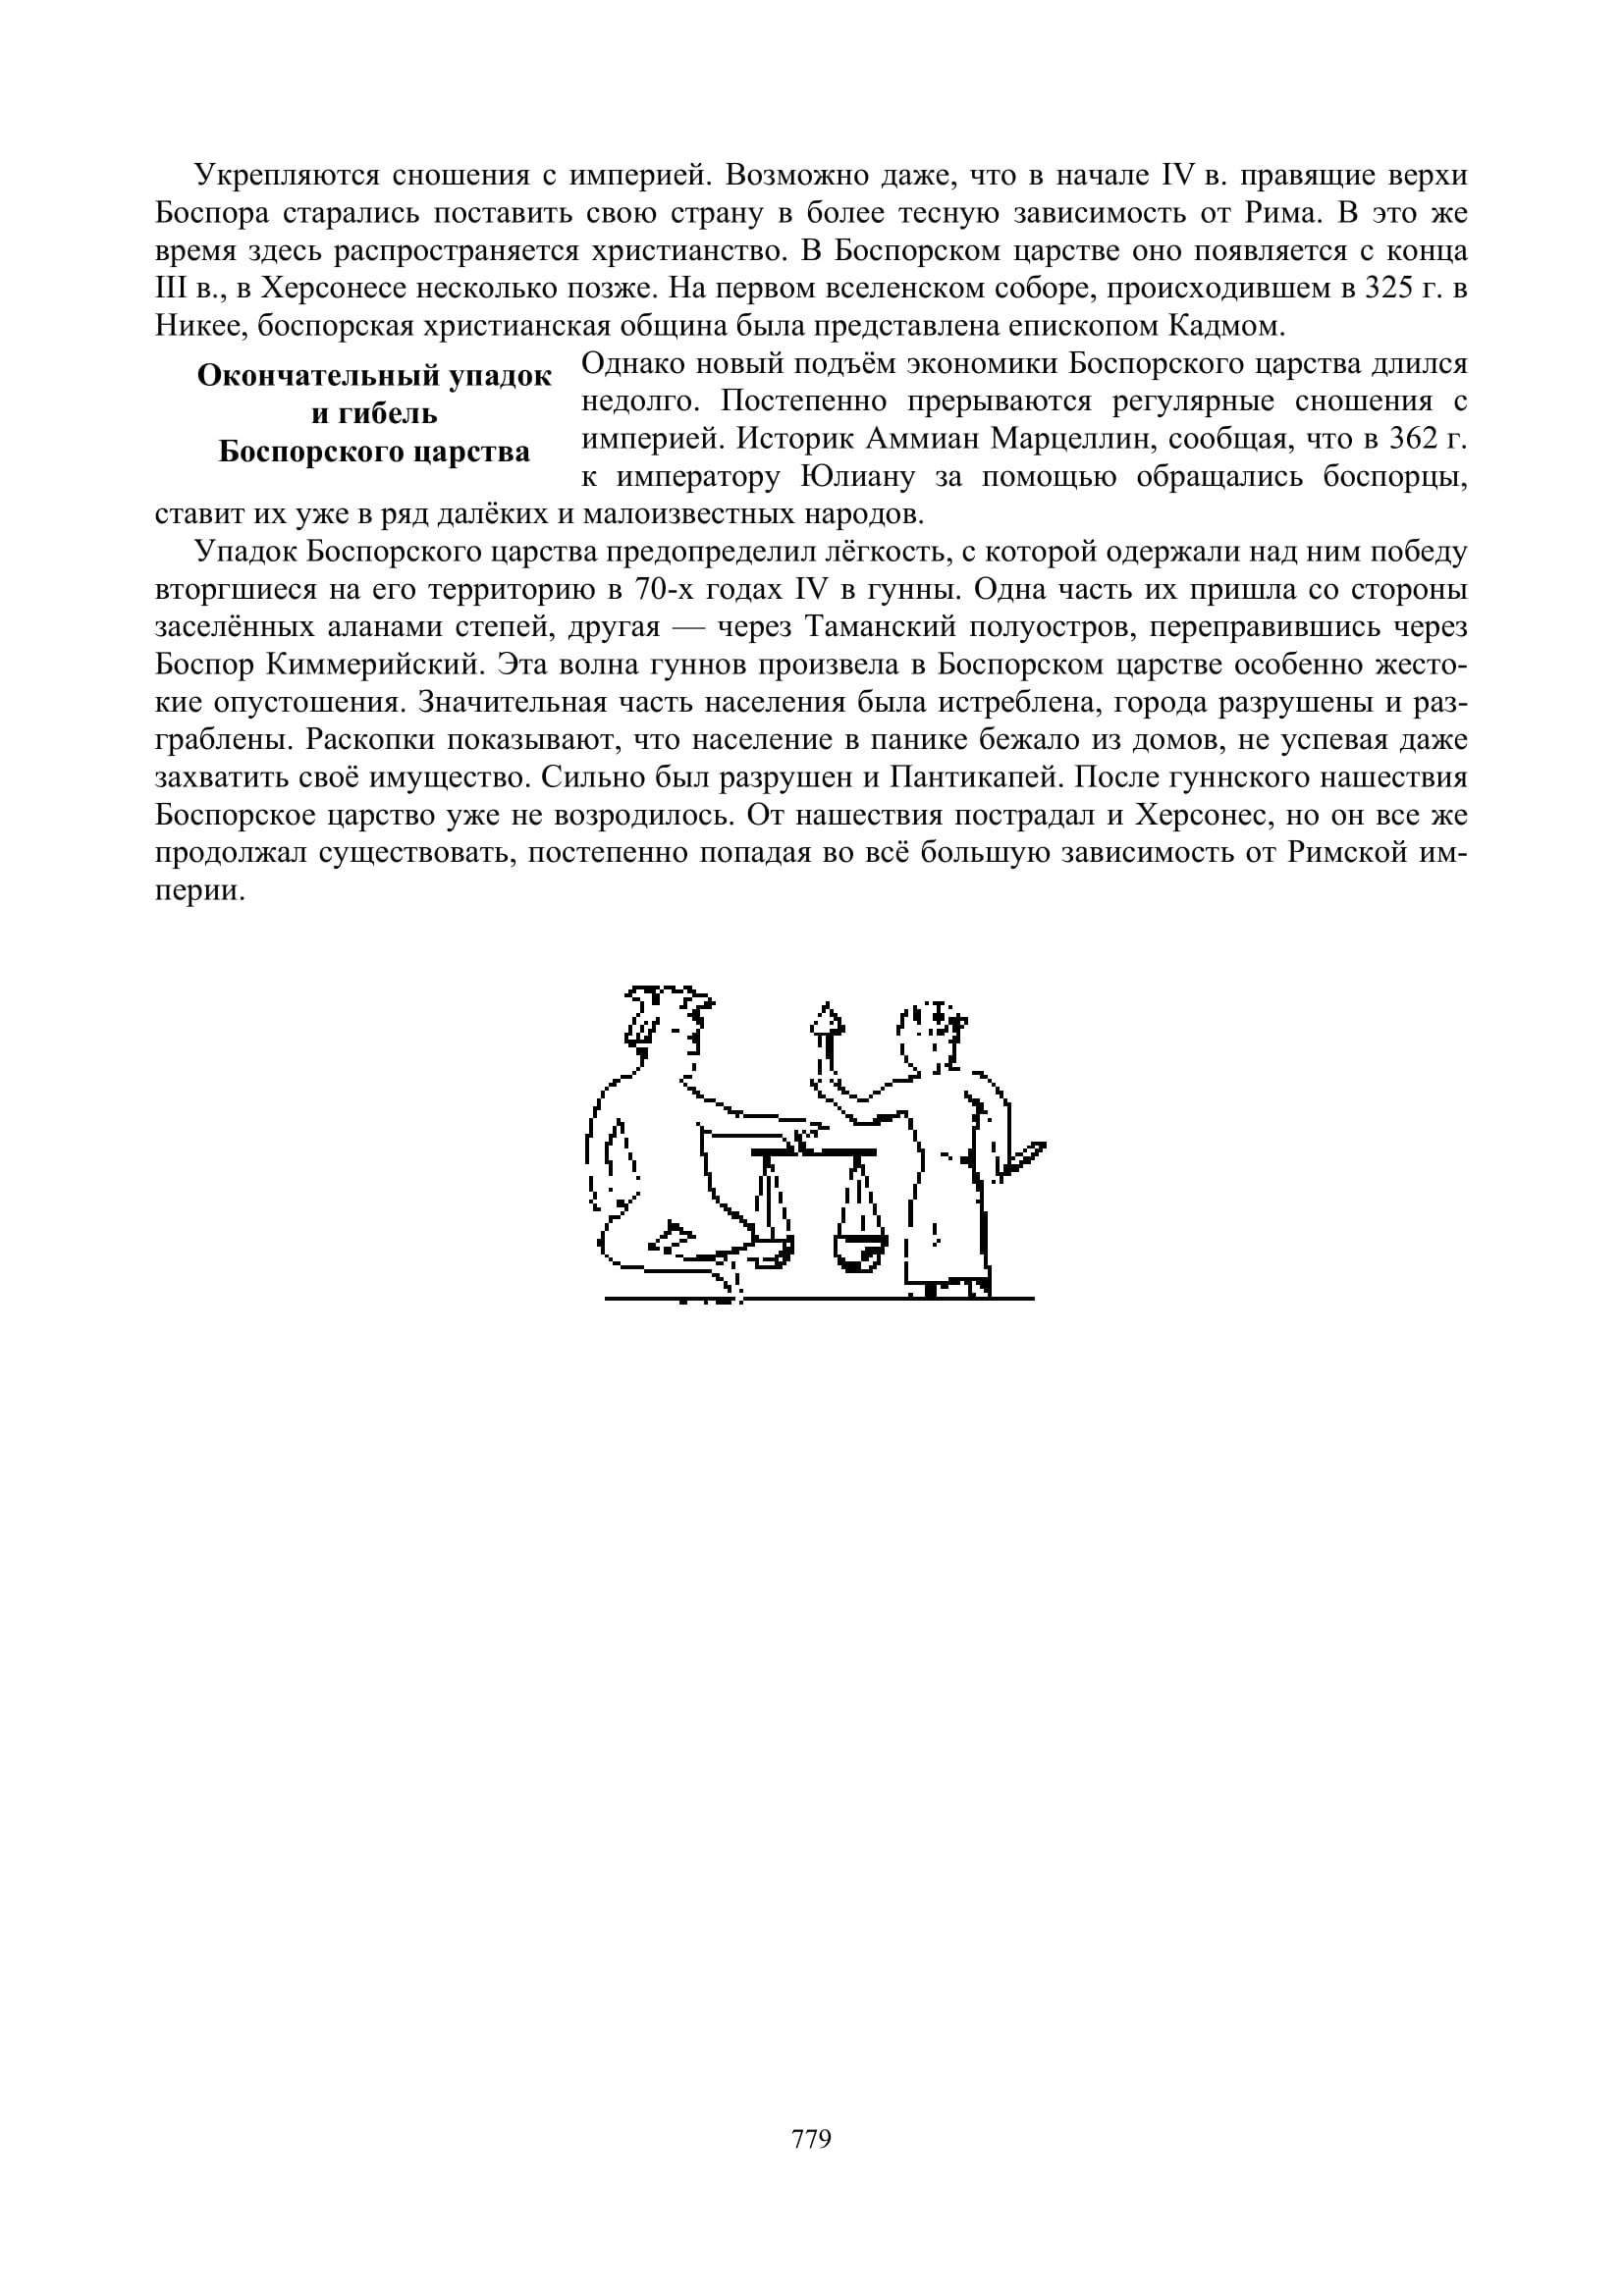 Укрепляются сношения с империей. Возможно даже, что в начале IV в. правящие верхи
Боспора старались поставить свою страну в более тесную зависимость от Рима. В это же
время здесь распространяется христианство. В Боспорском царстве оно появляется с конца
III в., в Херсонесе несколько позже. На первом вселенском соборе, происходившем в 325 г. в
Никее, боспорская христианская община была представлена епископом Кадмом.
Окончательный упадок
и гибель
Боспорского царства
Однако новый подъём экономики Боспорского царства длился
недолго. Постепенно прерываются регулярные сношения с
империей. Историк Аммиан Марцеллин, сообщая, что в 362 г.
к императору Юлиану за помощью обращались боспорцы,
ставит их уже в ряд далёких и малоизвестных народов.
Упадок Боспорского царства предопределил лёгкость, с которой одержали над ним победу
вторгшиеся на его территорию в 70-х годах IV в гунны. Одна часть их пришла со стороны
заселённых аланами степей, другая — через Таманский полуостров, переправившись через
Боспор Киммерийский. Эта волна гуннов произвела в Боспорском царстве особенно жесто-
кие опустошения. Значительная часть населения была истреблена, города разрушены и раз-
граблены. Раскопки показывают, что население в панике бежало из домов, не успевая даже
захватить своё имущество. Сильно был разрушен и Пантикапей. После гуннского нашествия
Боспорское царство уже не возродилось. От нашествия пострадал и Херсонес, но он все же
продолжал существовать, постепенно попадая во всё большую зависимость от Римской им-
перии.
779